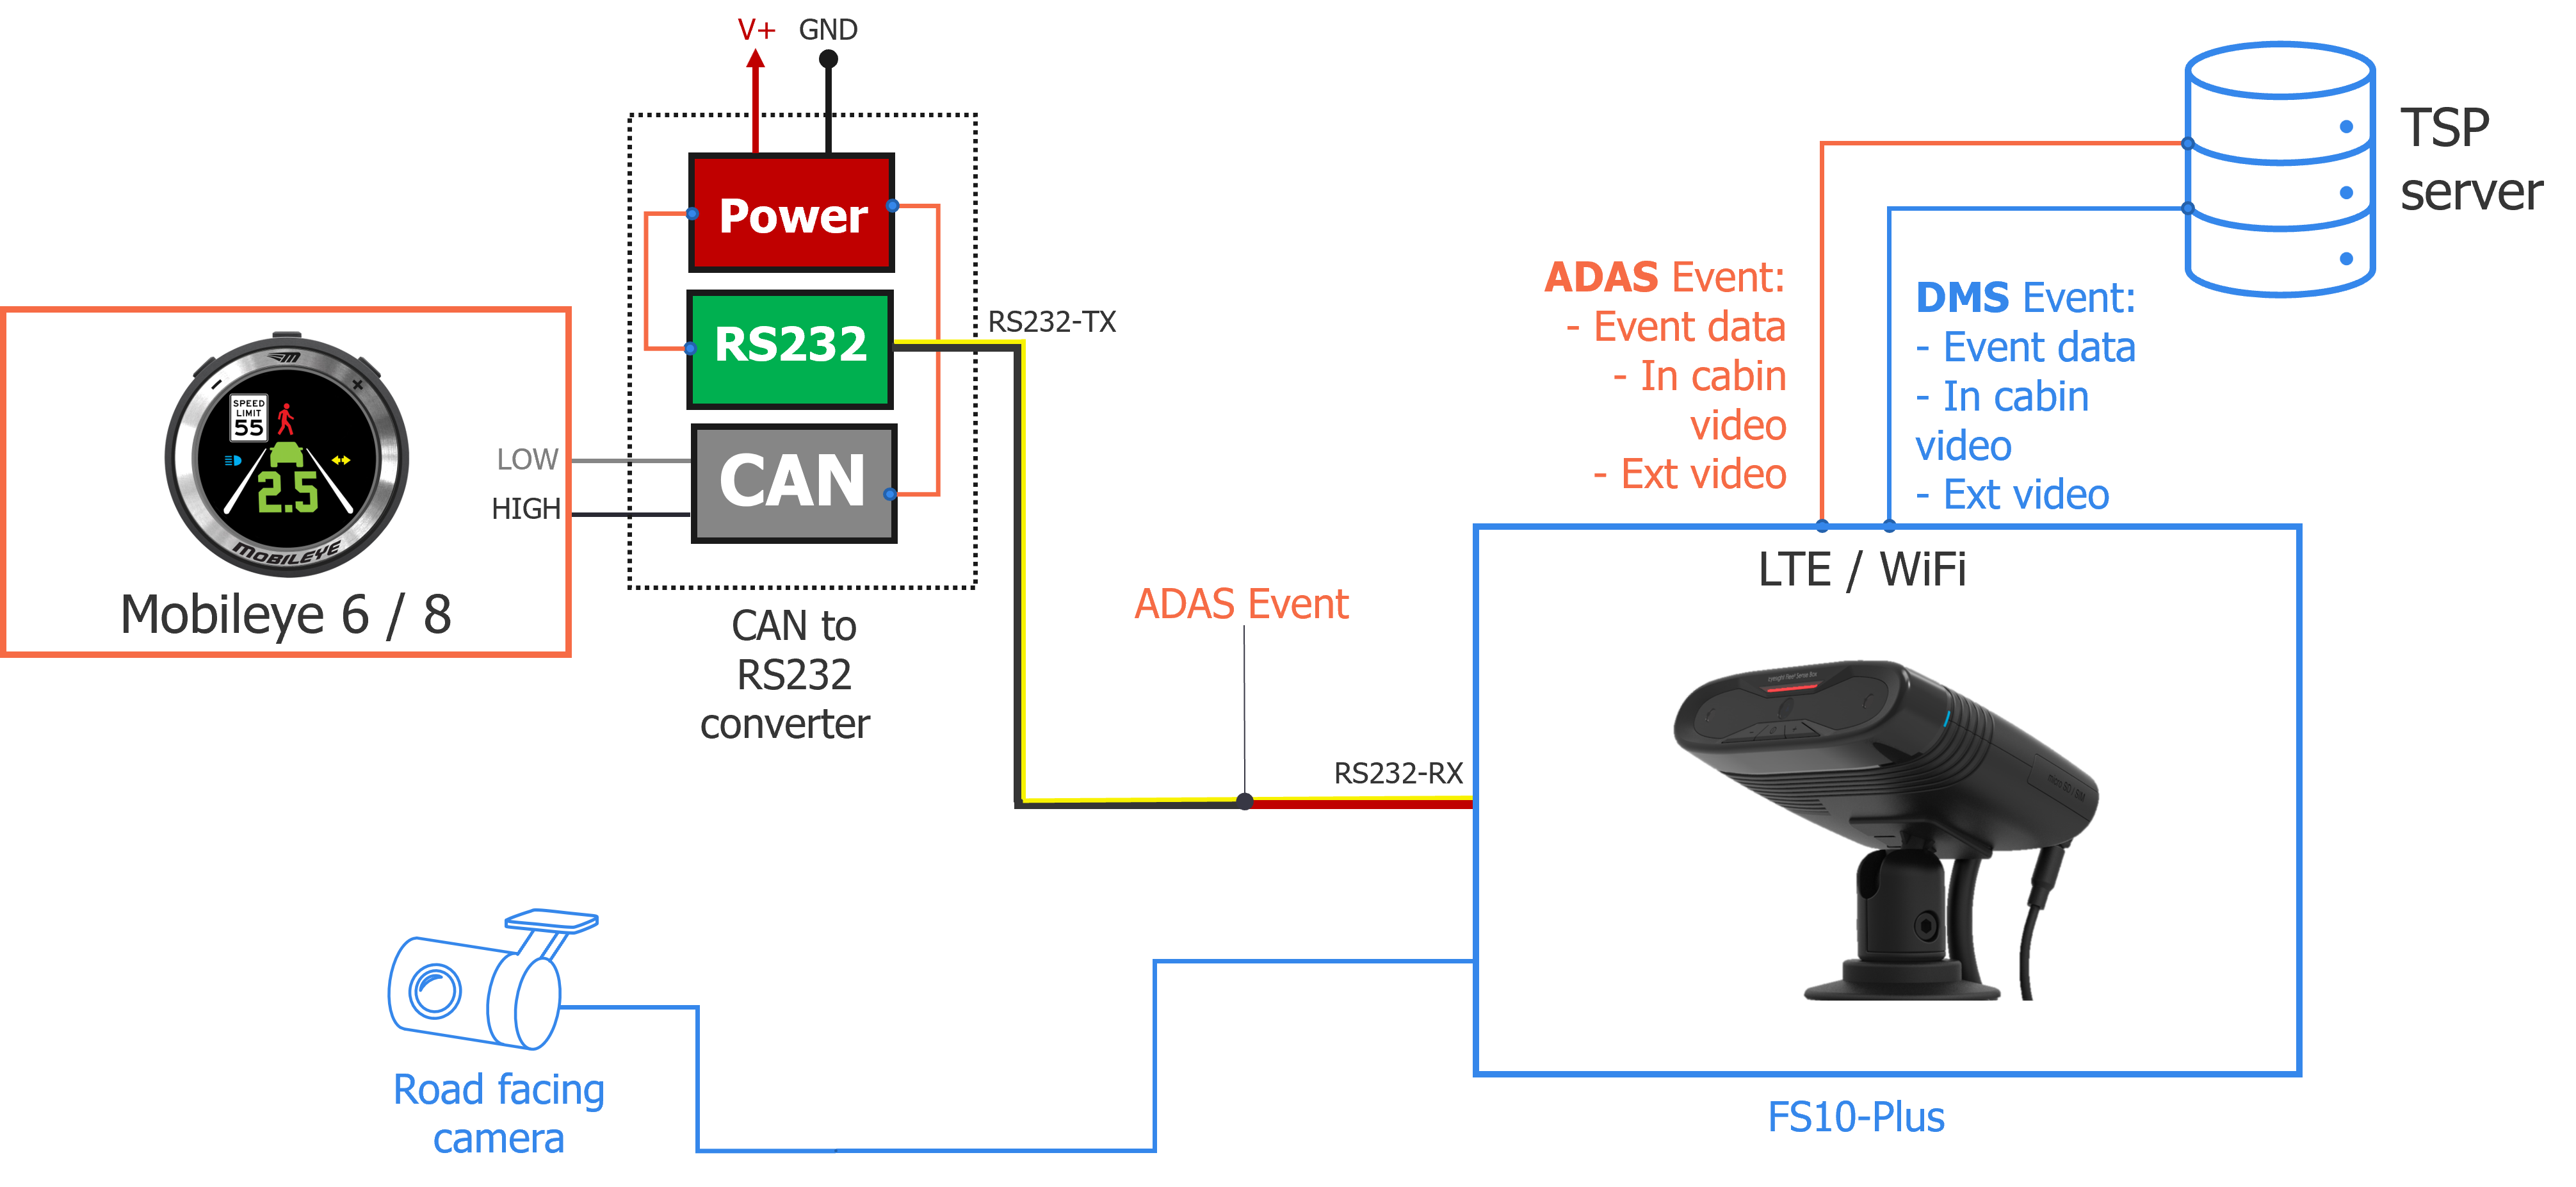 V+ GND
Power
RS232
CAN
RS232-TX
LOW
HIGH
SPEED
LIMIT
55
2.5
MOBILEYE
Mobileye 6 / 8
CAN to
RS232
converter
ADAS Event
RS232-RX
TSP
server
ADAS Event:
- Event data
- In cabin
video
- Ext video
DMS Event:
- Event data
- In cabin
video
- Ext video
LTE / WiFi
FS10-Plus
Road facing
camera